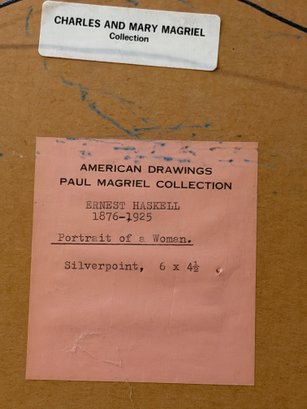 CHARLES AND MARY MAGRIEL
Collection
AMERICAN DRAWINGS
PAUL MAGRIEL COLLECTION
ERNEST HASKELL
1876-1925
Portrait of a Woman.
Silverpoint, 6 x 4½